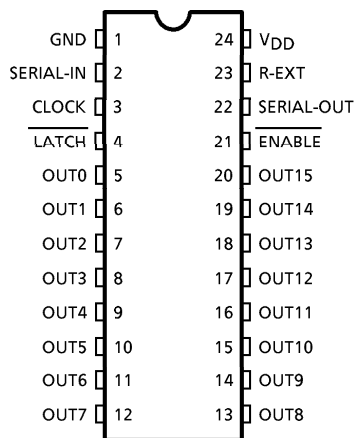 GND 1 24 VDD
SERIAL-IN 2 23 R-EXT
CLOCK 3 22 SERIAL-OUT
LATCH 4 21 ENABLE
OUT0 5 20 OUT15
OUT1 6 19 OUT14
OUT2 7 18 OUT13
OUT3 8 17 OUT12
OUT4 9 16 OUT11
OUT5 10 15 OUT10
OUT6 11 14 OUT9
OUT7 12 13 OUT8